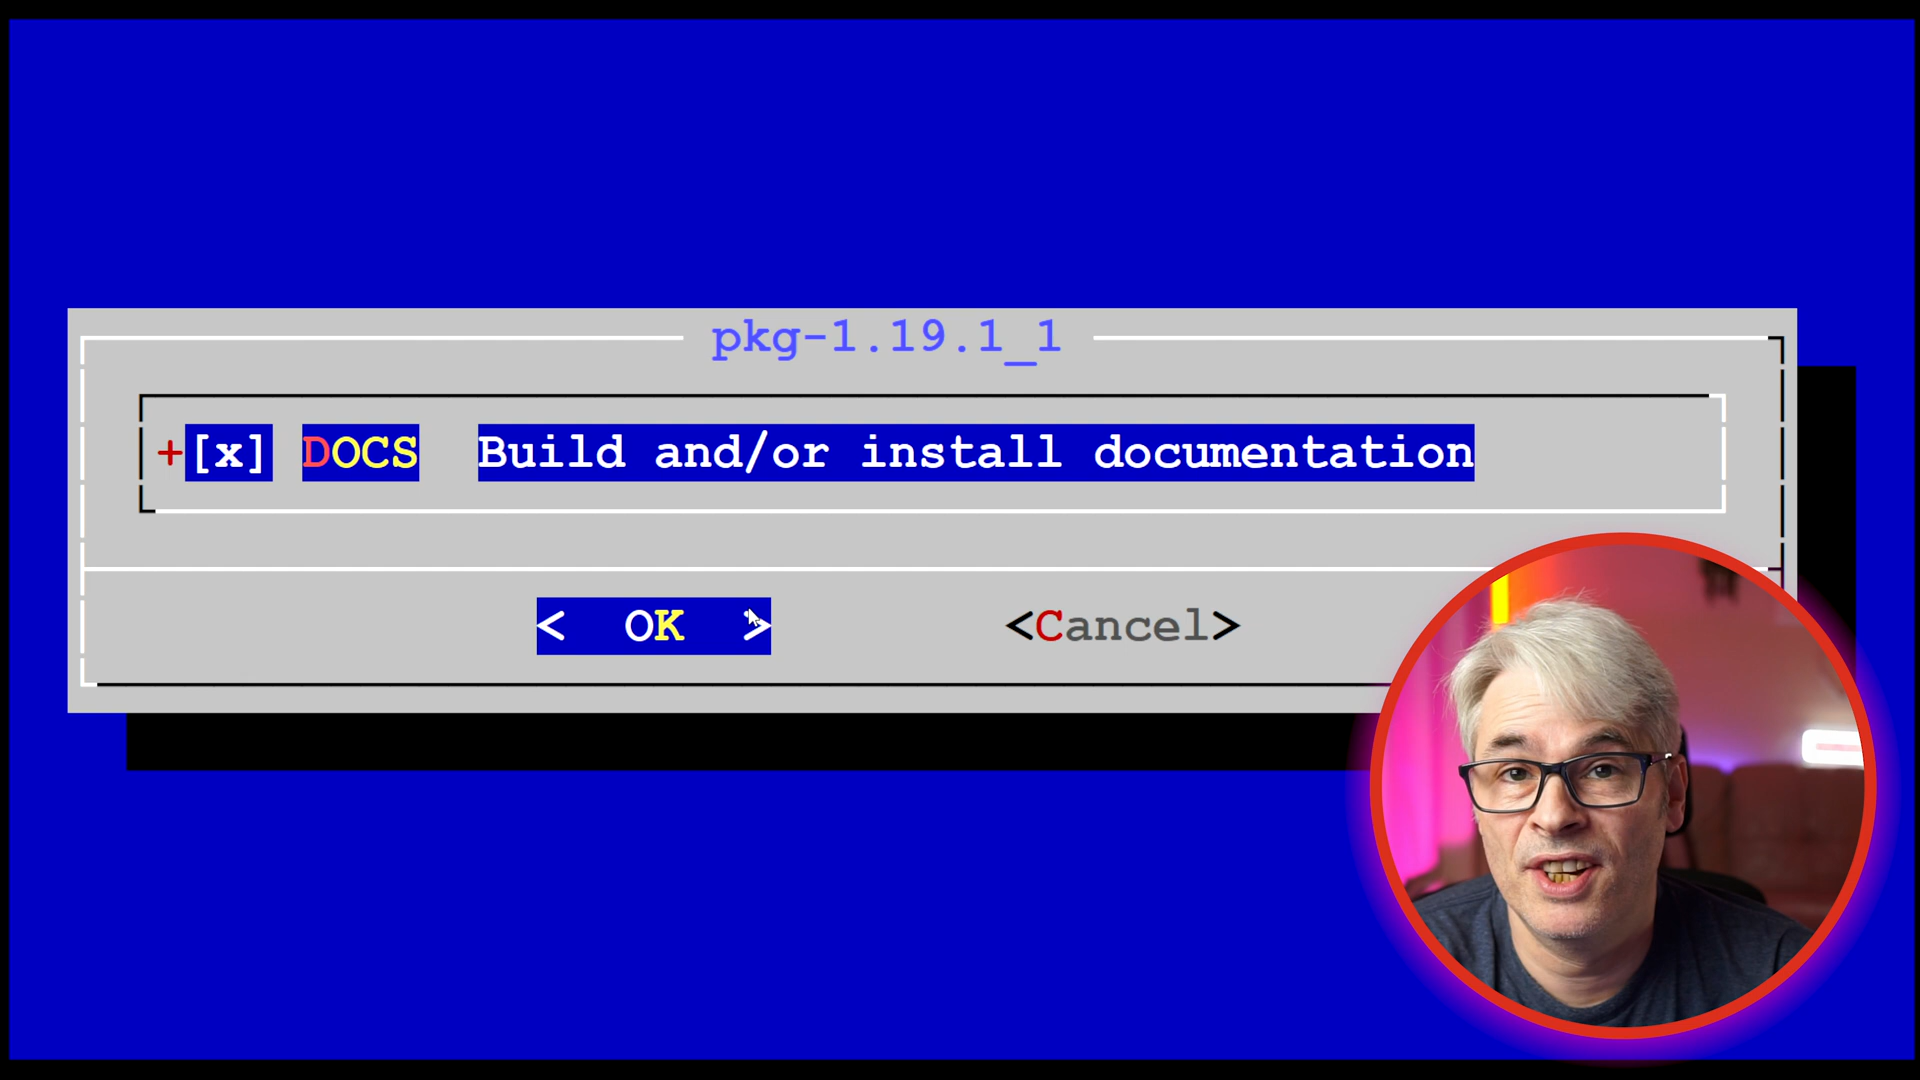 pkg-1.19.1_1
+[x] DOCS Build and/or install documentation
< OK > <Cancel>